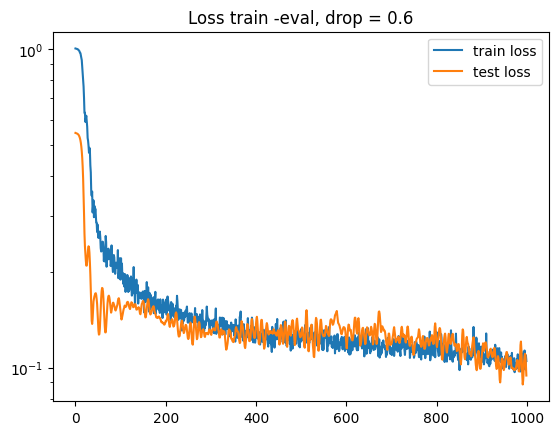 Loss train -eval, drop = 0.6
train loss
test loss
10⁰
10⁻¹
0 200 400 600 800 1000